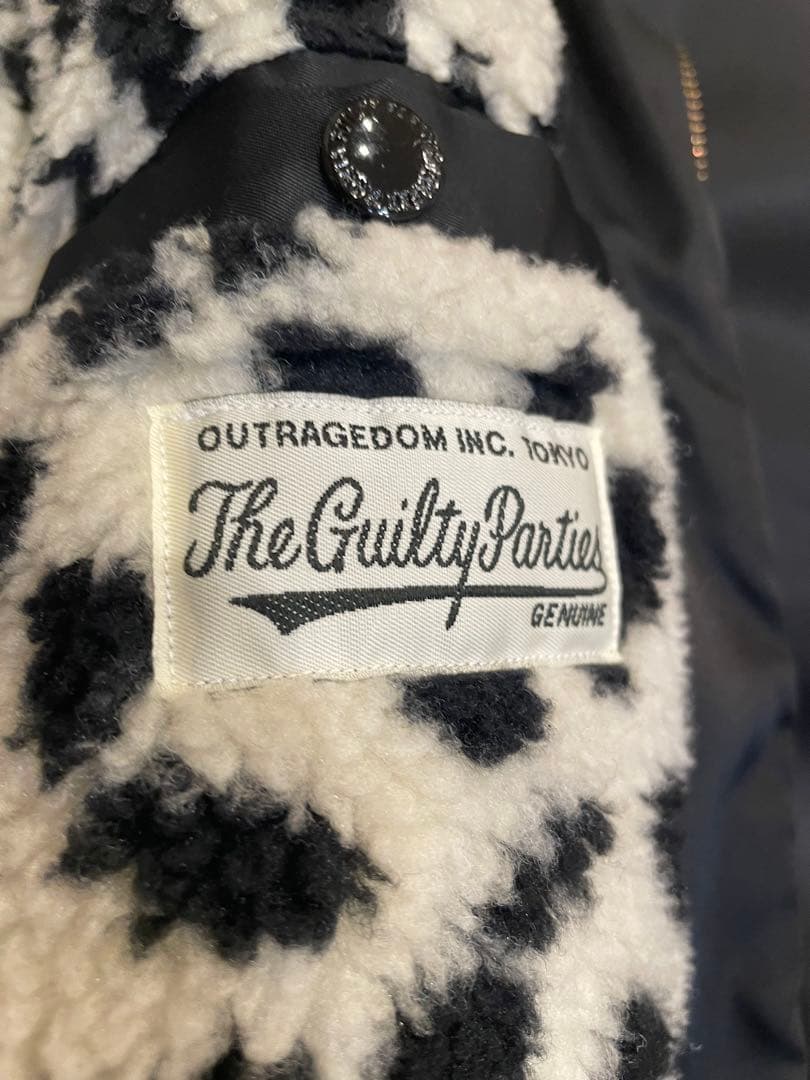 OUTRAGEDOM INC. TOKYO
The Guilty Parties
GENUINE